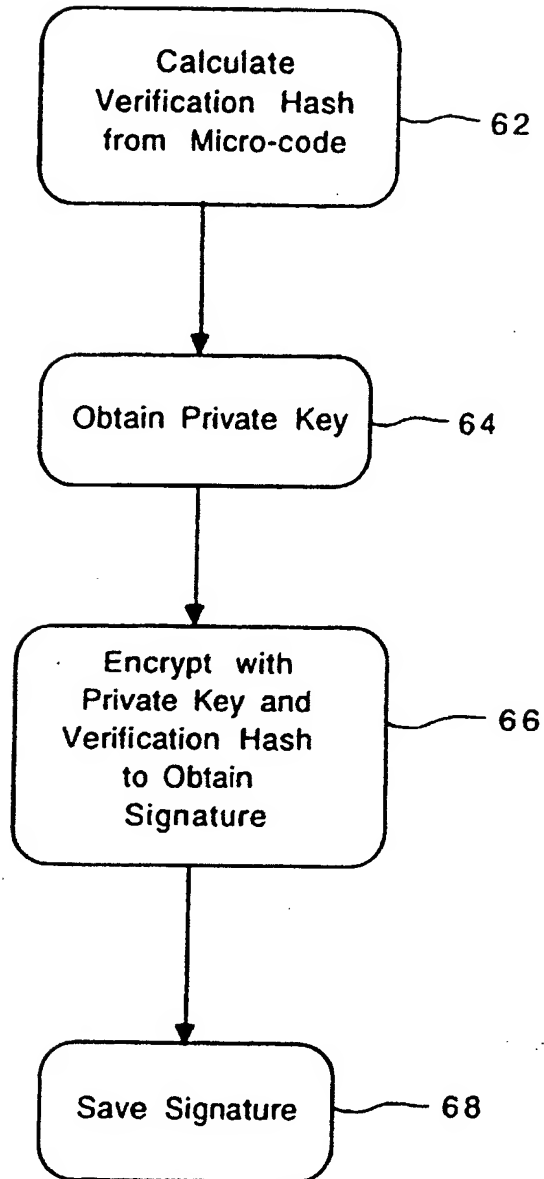 Calculate
Verification Hash
from Micro-code
62
Obtain Private Key
64
Encrypt with
Private Key and
Verification Hash
to Obtain
Signature
66
Save Signature
68